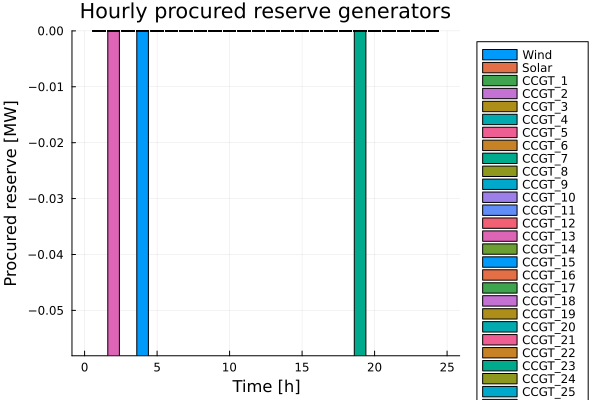 Hourly procured reserve generators
Procured reserve [MW]
0.00
−0.01
−0.02
−0.03
−0.04
−0.05
0
5
10
15
20
25
Time [h]
Wind
Solar
CCGT_1
CCGT_2
CCGT_3
CCGT_4
CCGT_5
CCGT_6
CCGT_7
CCGT_8
CCGT_9
CCGT_10
CCGT_11
CCGT_12
CCGT_13
CCGT_14
CCGT_15
CCGT_16
CCGT_17
CCGT_18
CCGT_19
CCGT_20
CCGT_21
CCGT_22
CCGT_23
CCGT_24
CCGT_25